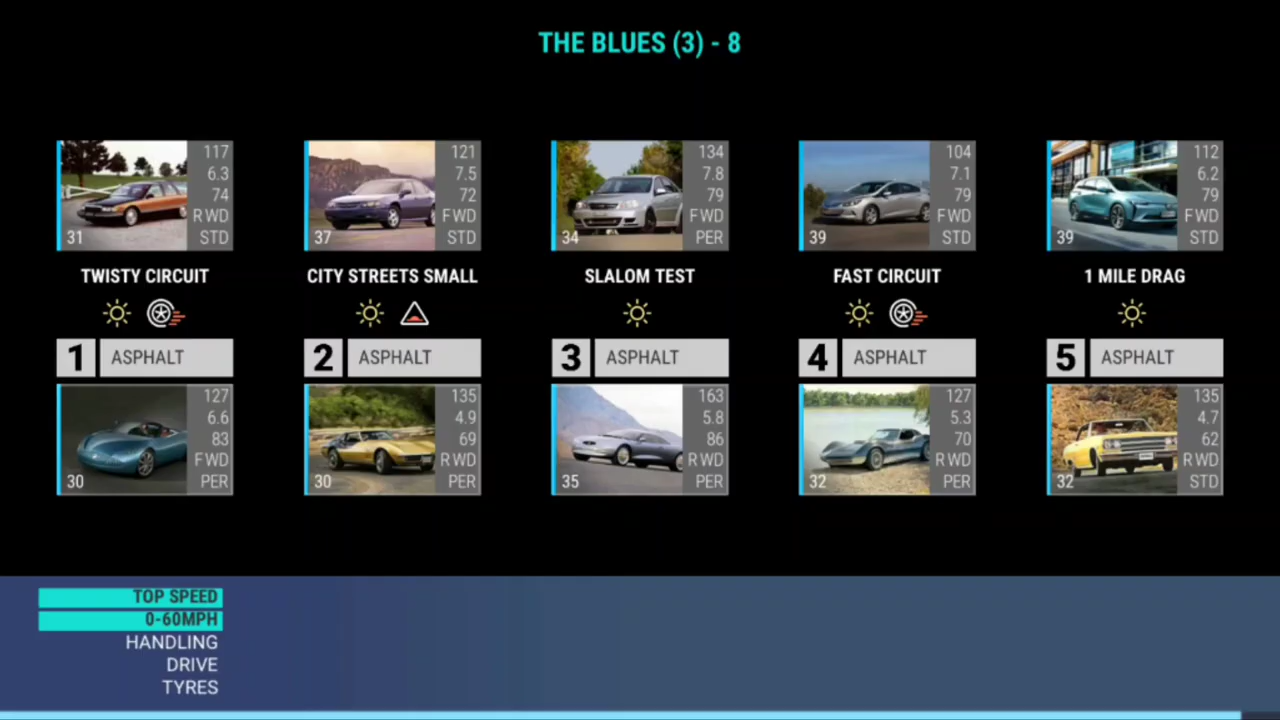 THE BLUES (3) - 8
117
6.3
74
RWD
31 STD
121
7.5
72
FWD
37 STD
134
7.8
79
FWD
34 PER
104
7.1
79
FWD
39 STD
112
6.2
79
FWD
39 STD
TWISTY CIRCUIT
CITY STREETS SMALL
SLALOM TEST
FAST CIRCUIT
1 MILE DRAG
1 ASPHALT
2 ASPHALT
3 ASPHALT
4 ASPHALT
5 ASPHALT
127
6.6
83
FWD
30 PER
135
4.9
69
RWD
30 PER
163
5.8
86
RWD
35 PER
127
5.3
70
RWD
32 PER
135
4.7
62
RWD
32 STD
TOP SPEED
0-60MPH
HANDLING
DRIVE
TYRES